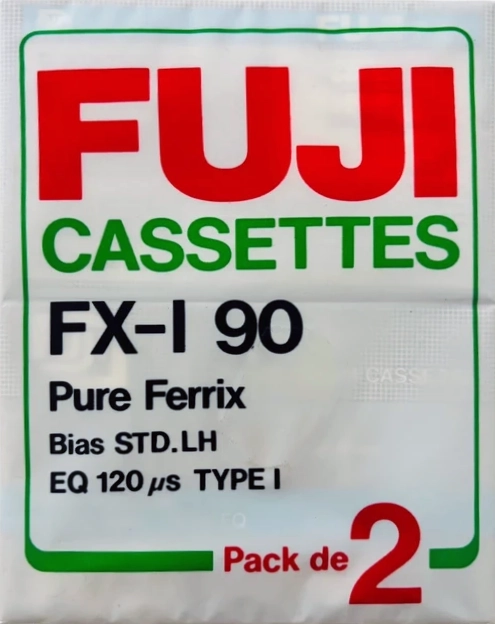 FUJI
CASSETTES
FX-I 90
Pure Ferrix
Bias STD.LH
EQ 120 µs TYPE I
Pack de 2